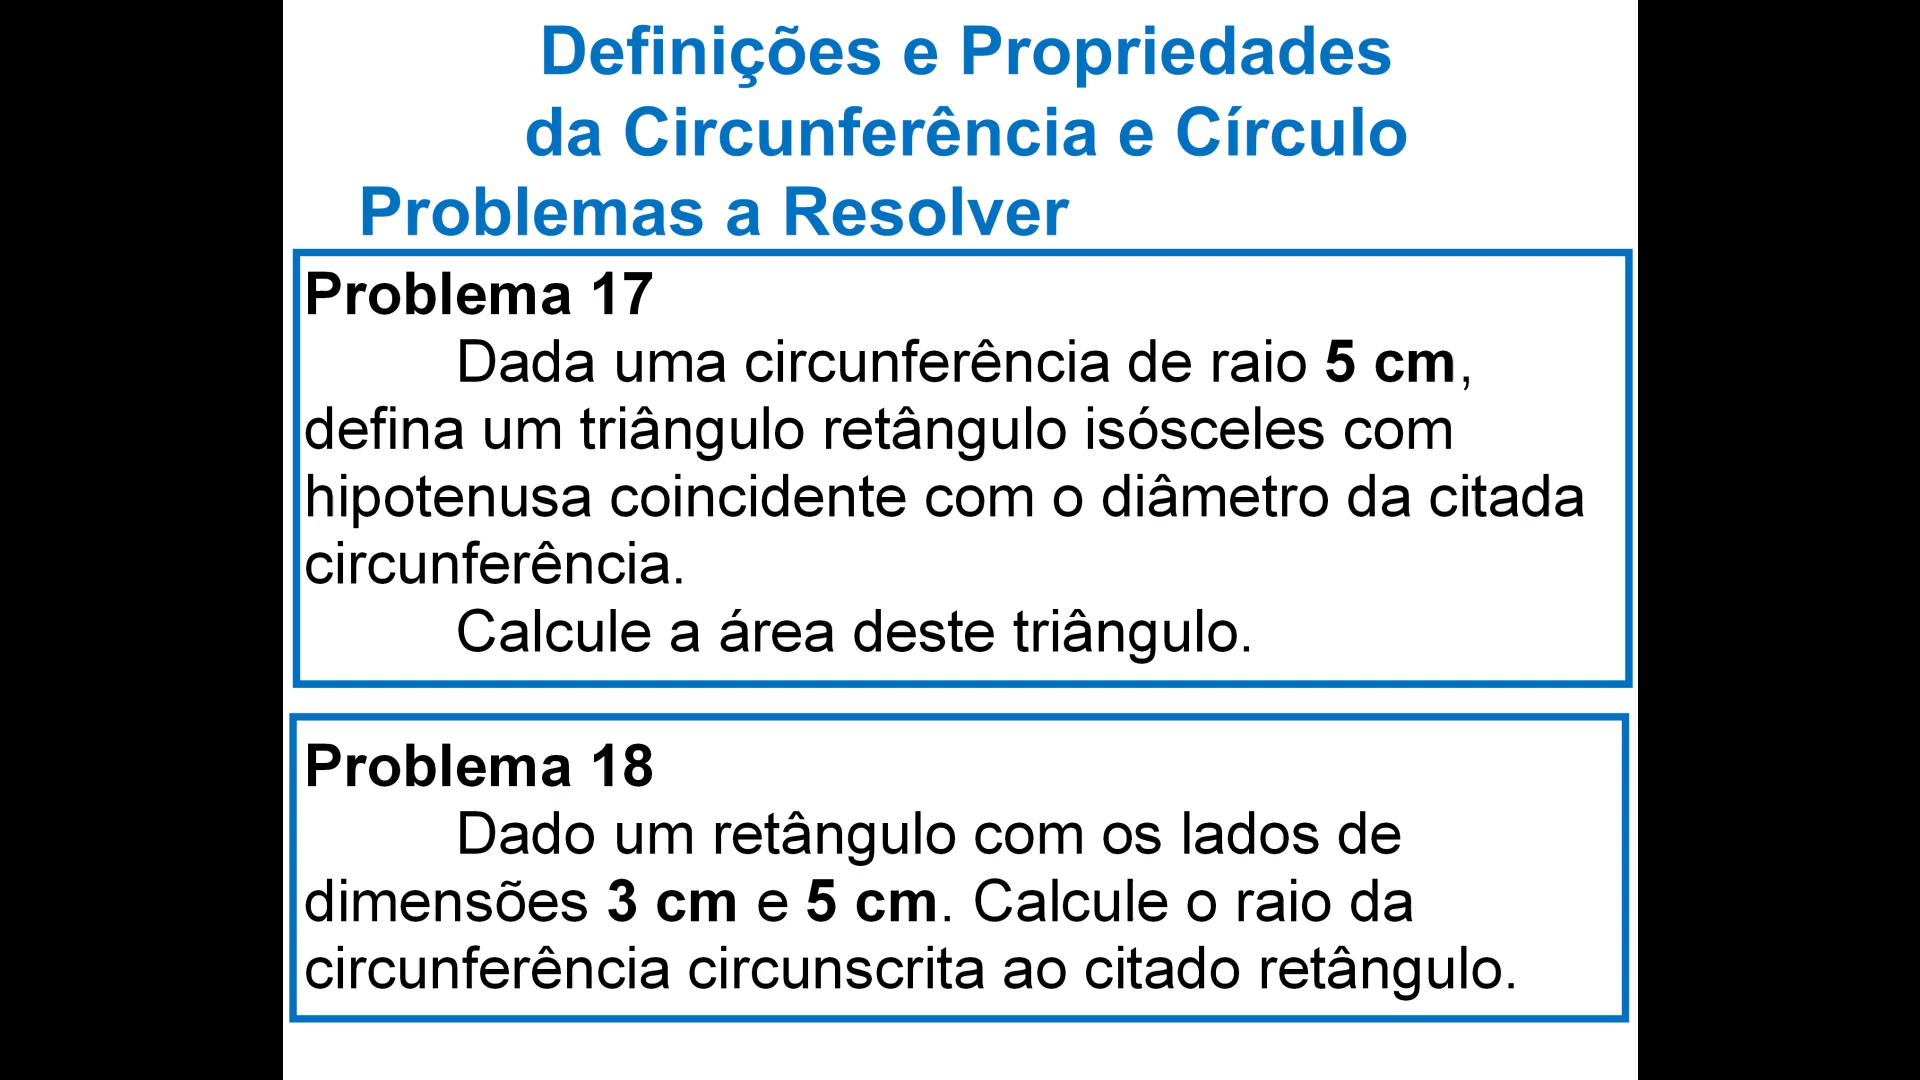 Definições e Propriedades
da Circunferência e Círculo
Problemas a Resolver
Problema 17
Dada uma circunferência de raio 5 cm,
defina um triângulo retângulo isósceles com
hipotenusa coincidente com o diâmetro da citada
circunferência.
Calcule a área deste triângulo.
Problema 18
Dado um retângulo com os lados de
dimensões 3 cm e 5 cm. Calcule o raio da
circunferência circunscrita ao citado retângulo.